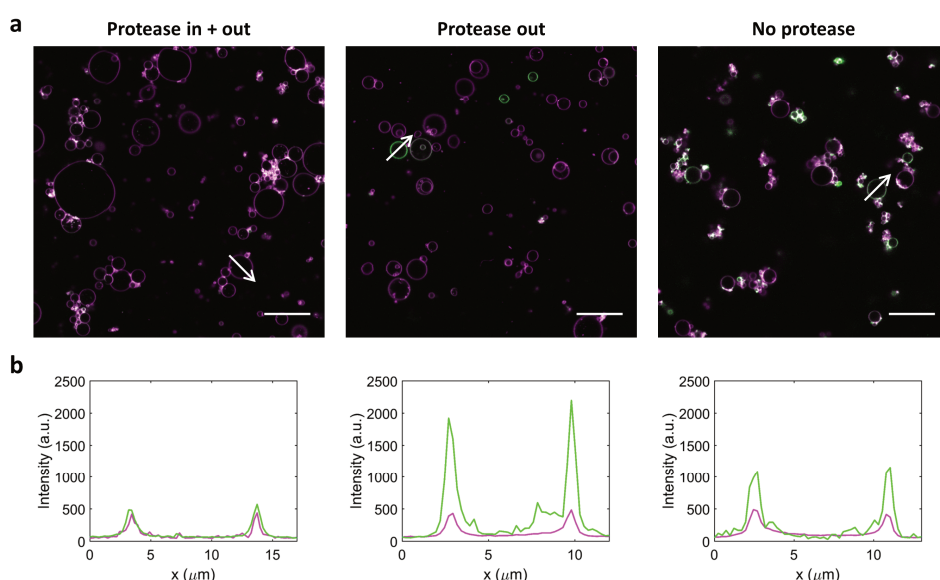 a
Protease in + out
Protease out
No protease
b
2500
2000
1500
1000
500
0
Intensity (a.u.)
0 5 10 15
x (μm)
2500
2000
1500
1000
500
0
Intensity (a.u.)
0 5 10
x (μm)
2500
2000
1500
1000
500
0
Intensity (a.u.)
0 5 10
x (μm)